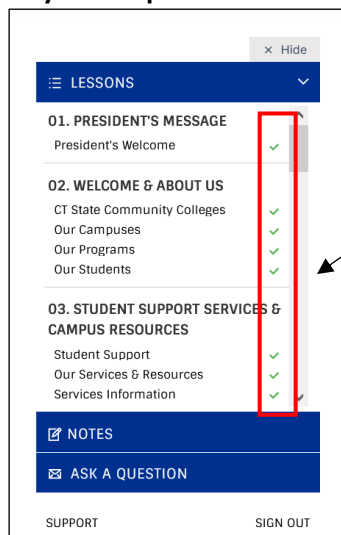 × Hide
LESSONS
01. PRESIDENT'S MESSAGE
President's Welcome
02. WELCOME & ABOUT US
CT State Community Colleges
Our Campuses
Our Programs
Our Students
03. STUDENT SUPPORT SERVICES &
CAMPUS RESOURCES
Student Support
Our Services & Resources
Services Information
NOTES
ASK A QUESTION
SUPPORT SIGN OUT